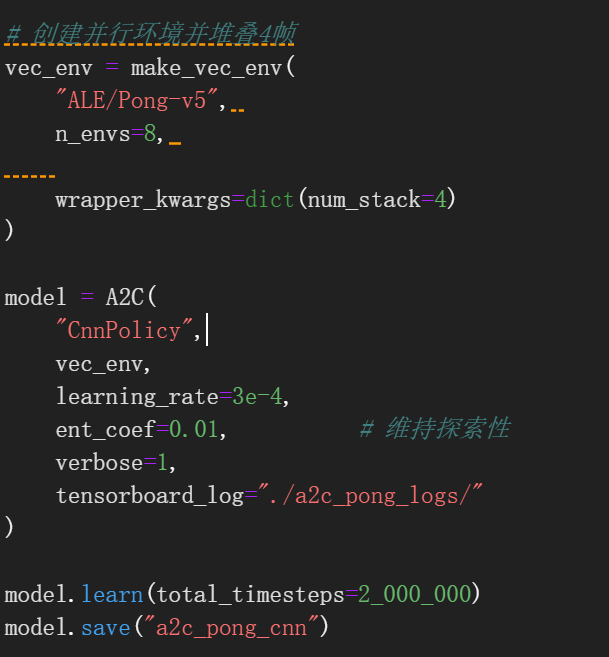 # 创建并行环境并堆叠4帧
vec_env = make_vec_env(
    "ALE/Pong-v5",
    n_envs=8,
    wrapper_kwargs=dict(num_stack=4)
)
model = A2C(
    "CnnPolicy",
    vec_env,
    learning_rate=3e-4,
    ent_coef=0.01,        # 维持探索性
    verbose=1,
    tensorboard_log="./a2c_pong_logs/"
)
model.learn(total_timesteps=2_000_000)
model.save("a2c_pong_cnn")